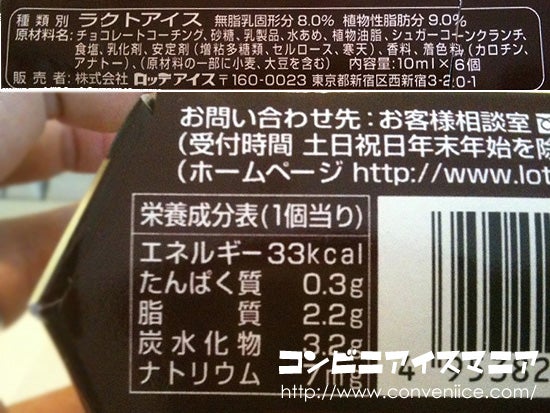 種類別 ラクトアイス 無脂乳固形分 8.0% 植物性脂肪分 9.0%
原材料名:チョコレートコーチング、砂糖、乳製品、水あめ、植物油脂、シュガーコーンクランチ、
食塩、乳化剤、安定剤(増粘多糖類、セルロース、寒天)、香料、着色料(カロチン、
アナトー)、(原材料の一部に小麦、大豆を含む) 内容量:10ml×6個
販売者:株式会社 ロッテアイス 〒160-0023 東京都新宿区西新宿3-20-1
お問い合わせ先:お客様相談室
(受付時間 土日祝日年末年始を除
(ホームページ http://www.lot
栄養成分表(1個当り)
エネルギー 33kcal
たんぱく質 0.3g
脂質 2.2g
炭水化物 3.2g
ナトリウム
コンビニアイスマニア
http://www.conveniice.com/